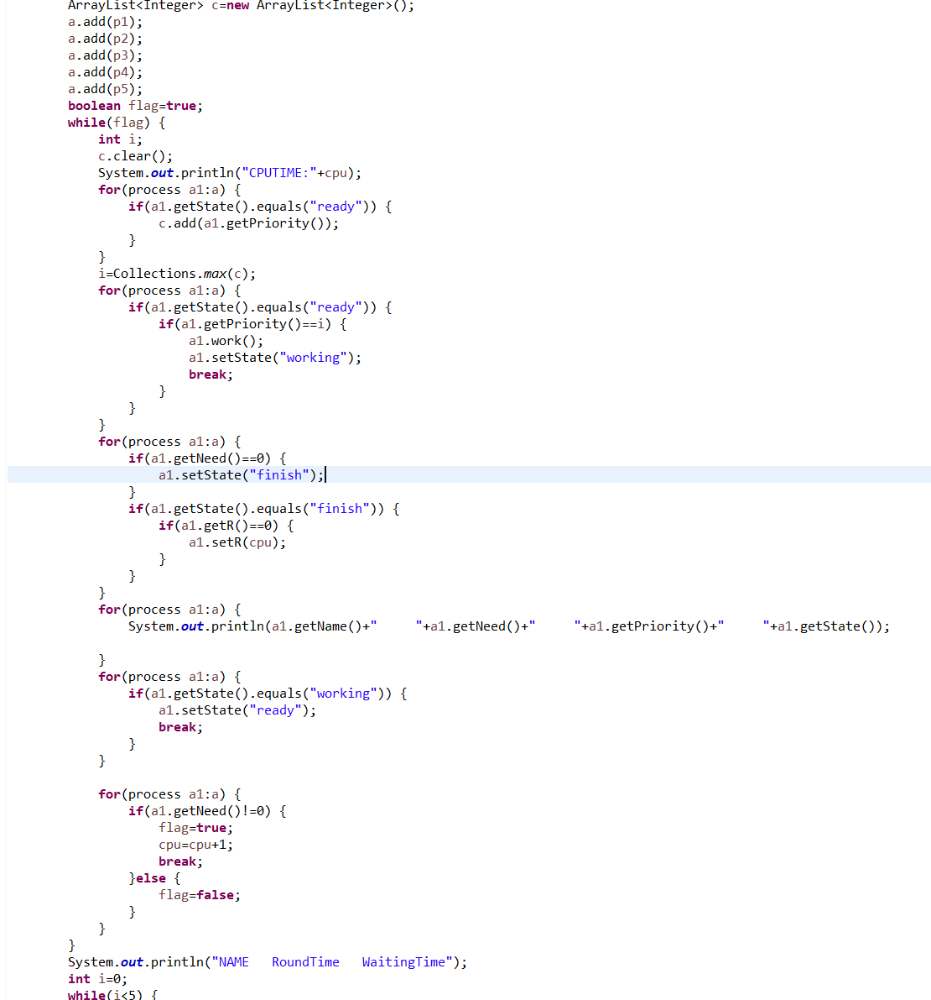 ArrayList<Integer> c=new ArrayList<Integer>();
a.add(p1);
a.add(p2);
a.add(p3);
a.add(p4);
a.add(p5);
boolean flag=true;
while(flag) {
    int i;
    c.clear();
    System.out.println("CPUTIME:"+cpu);
    for(process a1:a) {
        if(a1.getState().equals("ready")) {
            c.add(a1.getPriority());
        }
    }
    i=Collections.max(c);
    for(process a1:a) {
        if(a1.getState().equals("ready")) {
            if(a1.getPriority()==i) {
                a1.work();
                a1.setState("working");
                break;
            }
        }
    }
    for(process a1:a) {
        if(a1.getNeed()==0) {
            a1.setState("finish");
        }
        if(a1.getState().equals("finish")) {
            if(a1.getR()==0) {
                a1.setR(cpu);
            }
        }
    }
    for(process a1:a) {
        System.out.println(a1.getName()+"     "+a1.getNeed()+"     "+a1.getPriority()+"     "+a1.getState());

    }
    for(process a1:a) {
        if(a1.getState().equals("working")) {
            a1.setState("ready");
            break;
        }
    }

    for(process a1:a) {
        if(a1.getNeed()!=0) {
            flag=true;
            cpu=cpu+1;
            break;
        }else {
            flag=false;
        }
    }
}
System.out.println("NAME   RoundTime   WaitingTime");
int i=0;
while(i<5) {